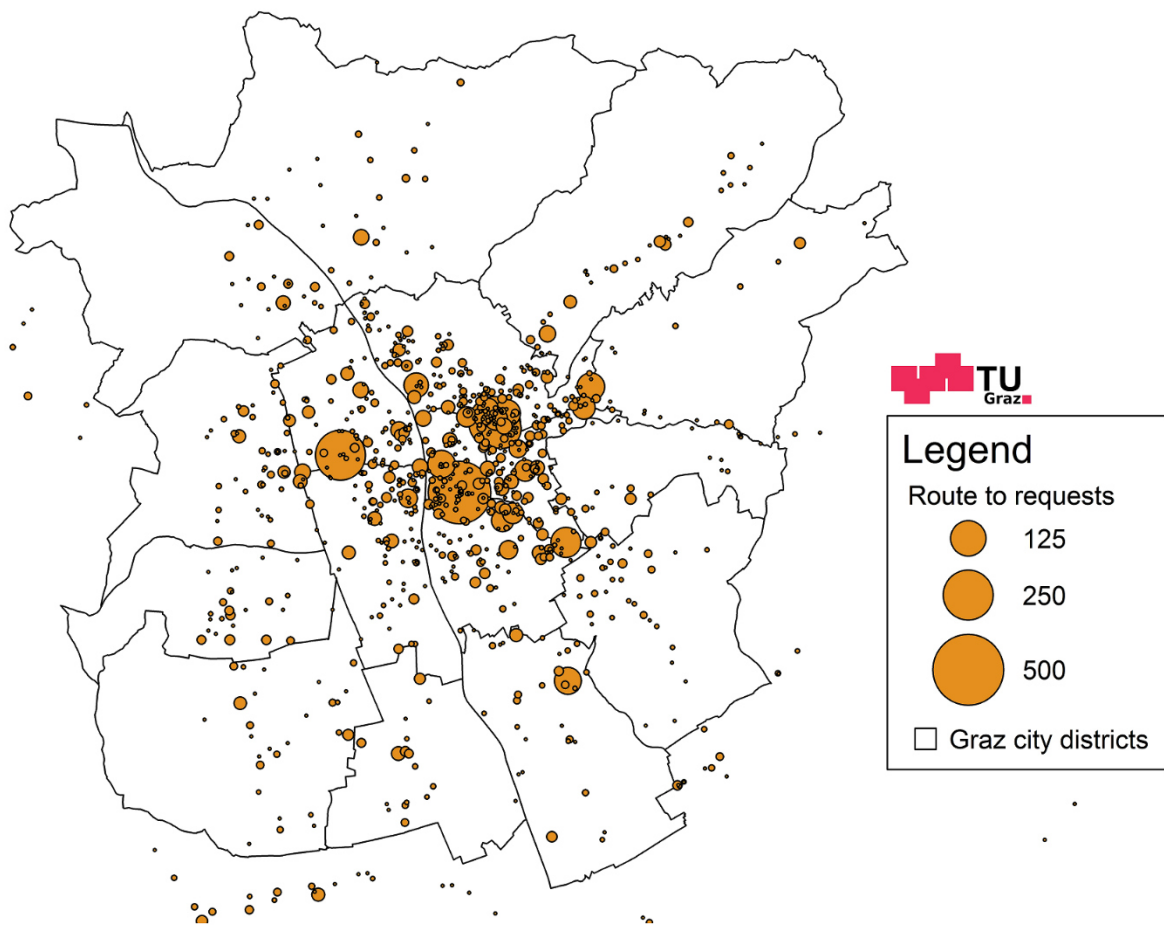 TU
Graz
Legend
Route to requests
125
250
500
Graz city districts